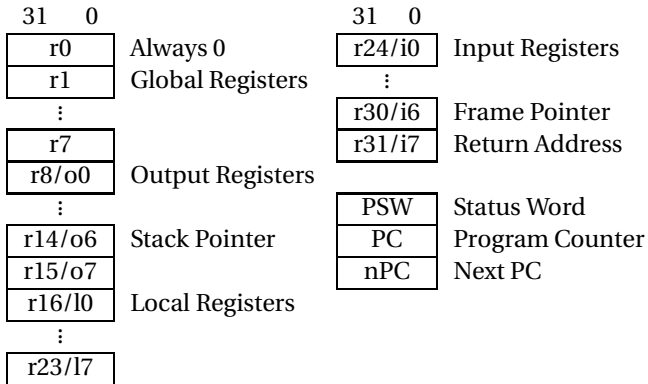 31 0
r0 Always 0
r1 Global Registers
⋮
r7
r8/o0 Output Registers
⋮
r14/o6 Stack Pointer
r15/o7
r16/l0 Local Registers
⋮
r23/l7
31 0
r24/i0 Input Registers
⋮
r30/i6 Frame Pointer
r31/i7 Return Address
PSW Status Word
PC Program Counter
nPC Next PC